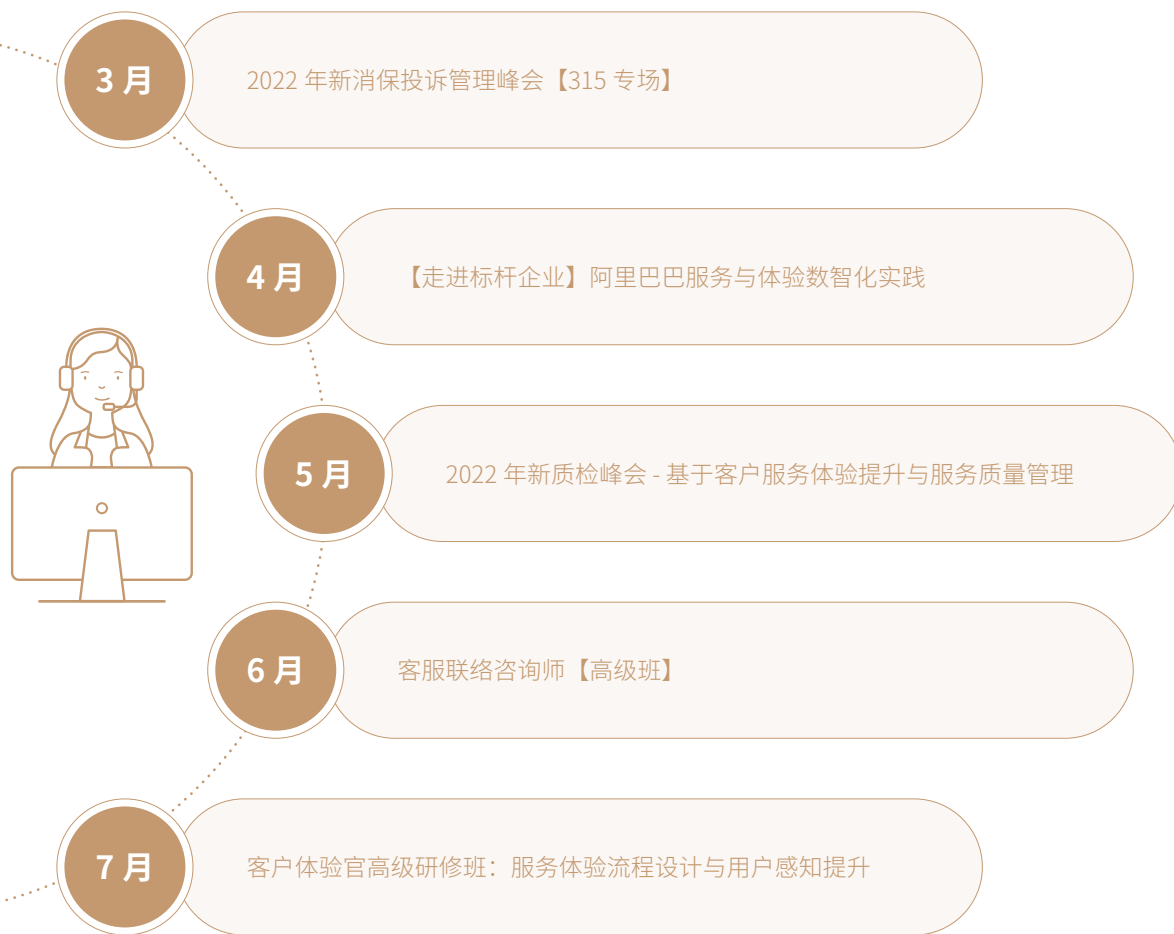 3 月
2022 年新消保投诉管理峰会【315 专场】
4 月
【走进标杆企业】阿里巴巴服务与体验数智化实践
5 月
2022 年新质检峰会 - 基于客户服务体验提升与服务质量管理
6 月
客服联络咨询师【高级班】
7 月
客户体验官高级研修班：服务体验流程设计与用户感知提升